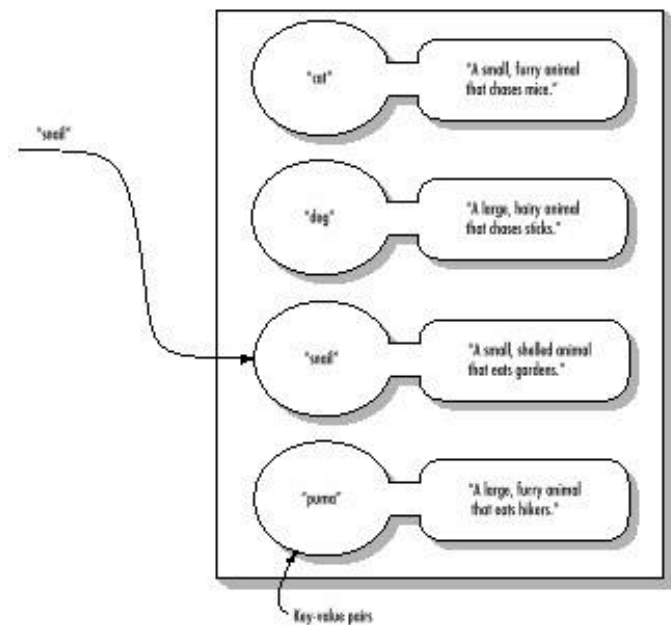 "cat"
"A small, furry animal
that chases mice."
"snail"
"dog"
"A large, hairy animal
that chases sticks."
"snail"
"A small, shelled animal
that eats gardens."
"puma"
"A large, furry animal
that eats hikers."
Key-value pairs